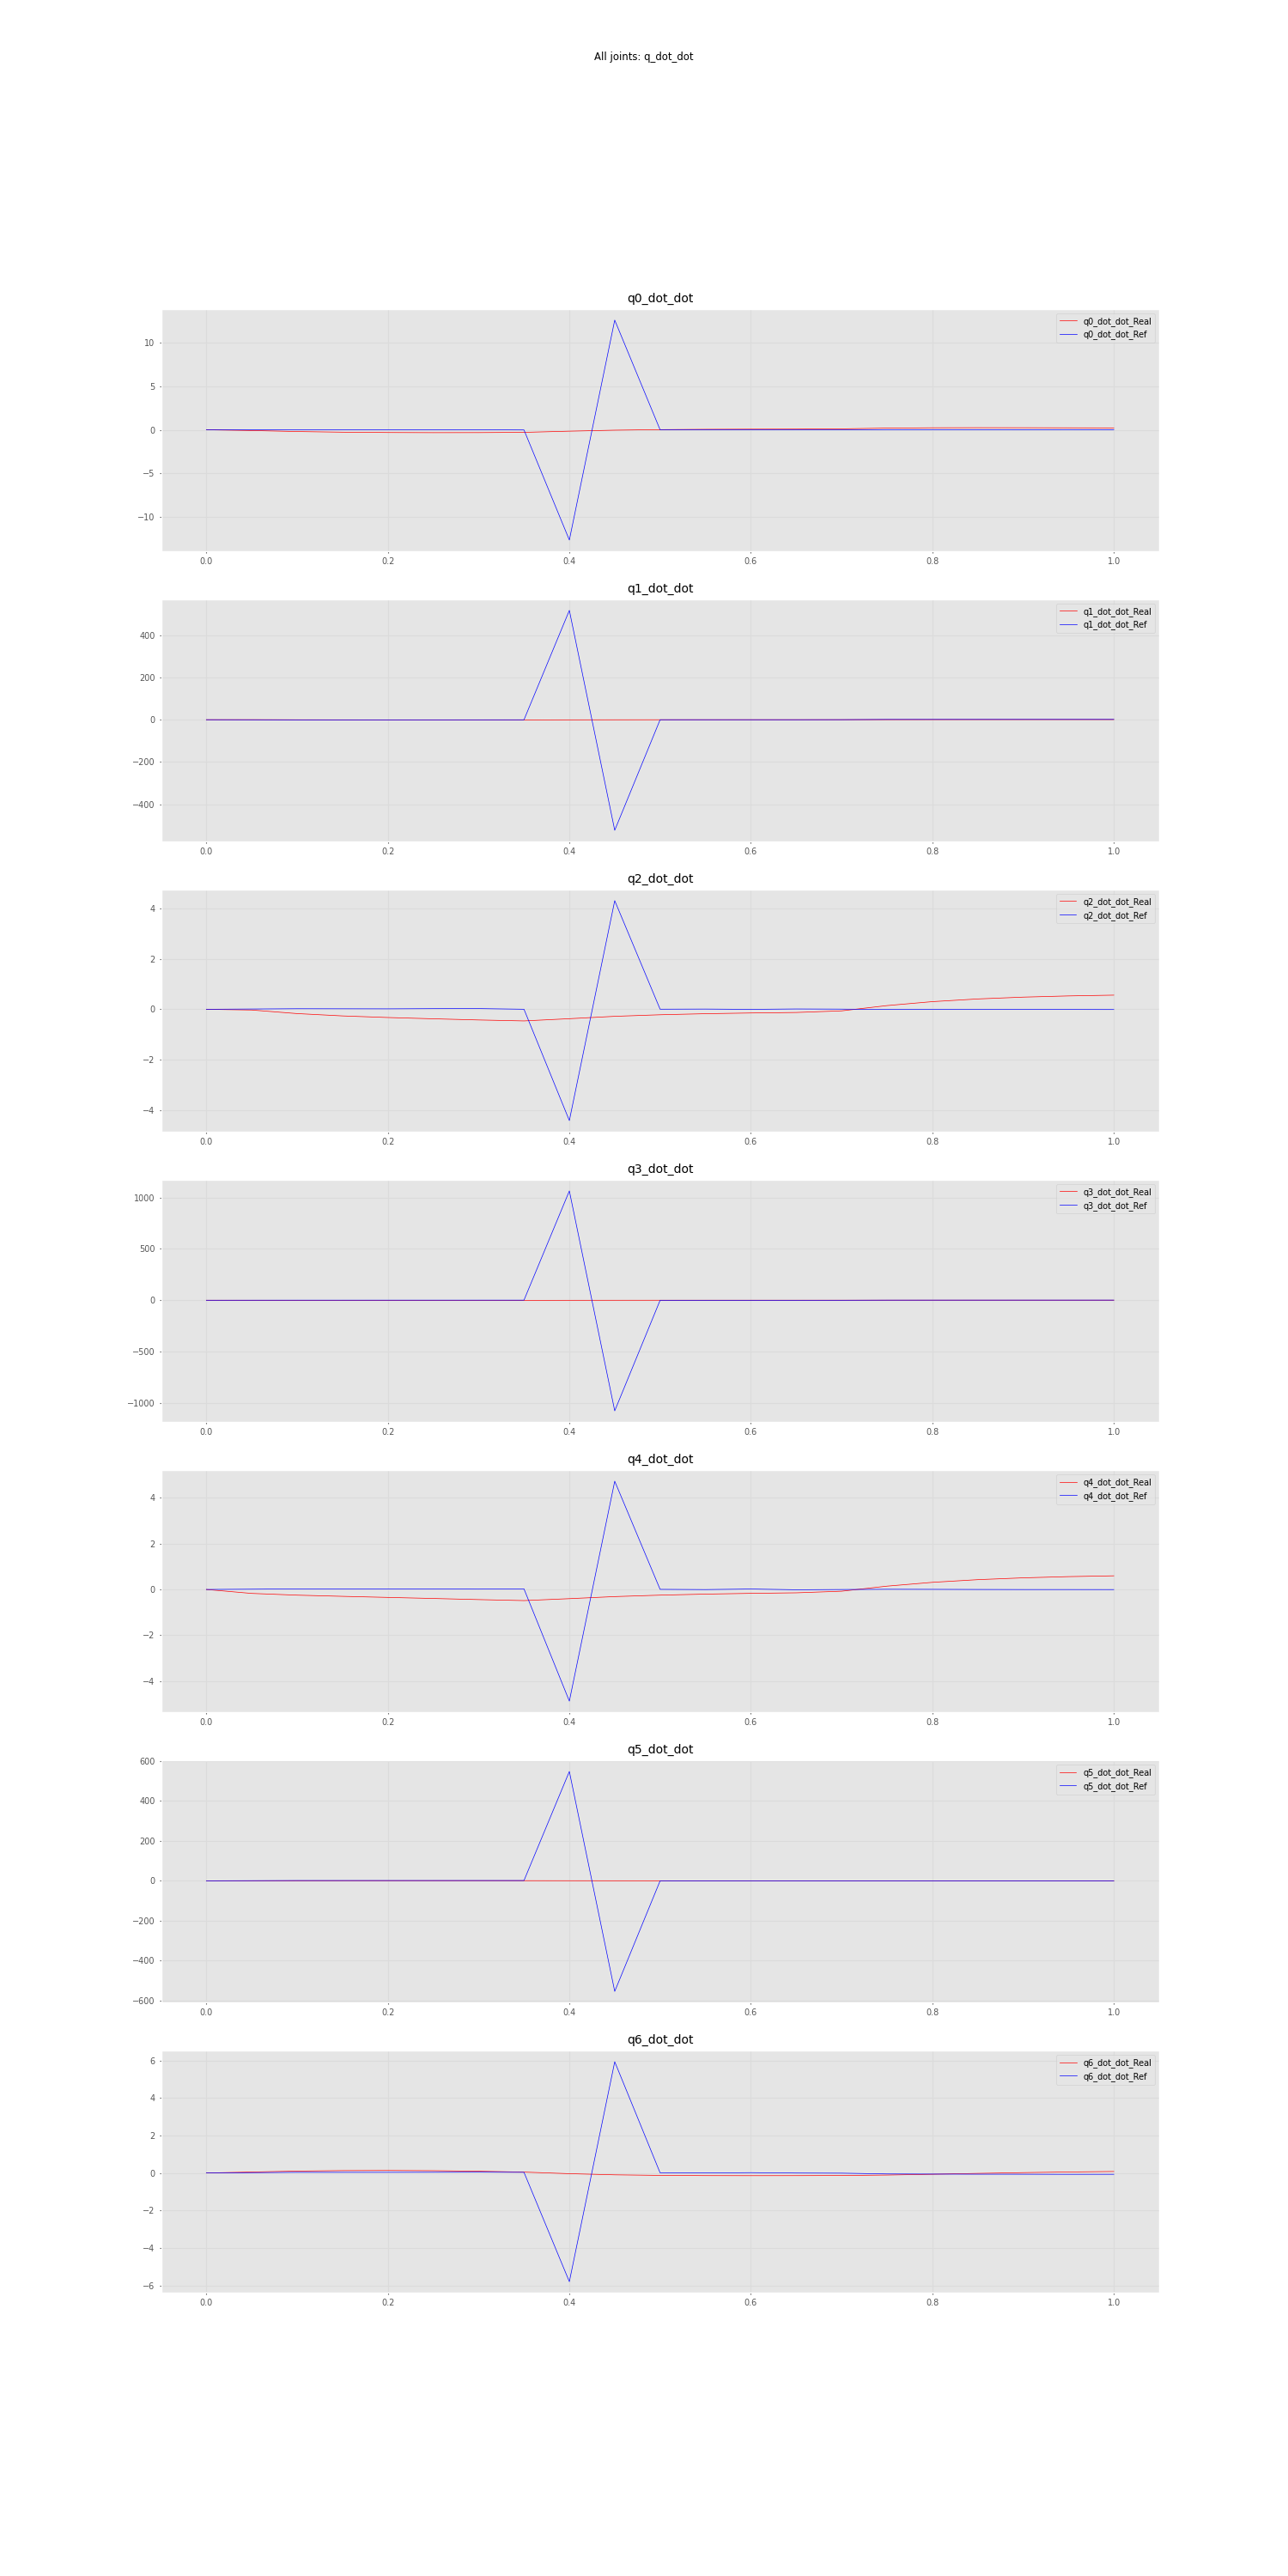 All joints: q_dot_dot
q0_dot_dot
q0_dot_dot_Real
q0_dot_dot_Ref
10
5
0
−5
−10
0.0 0.2 0.4 0.6 0.8 1.0
q1_dot_dot
q1_dot_dot_Real
q1_dot_dot_Ref
400
200
0
−200
−400
0.0 0.2 0.4 0.6 0.8 1.0
q2_dot_dot
q2_dot_dot_Real
q2_dot_dot_Ref
4
2
0
−2
−4
0.0 0.2 0.4 0.6 0.8 1.0
q3_dot_dot
q3_dot_dot_Real
q3_dot_dot_Ref
1000
500
0
−500
−1000
0.0 0.2 0.4 0.6 0.8 1.0
q4_dot_dot
q4_dot_dot_Real
q4_dot_dot_Ref
4
2
0
−2
−4
0.0 0.2 0.4 0.6 0.8 1.0
q5_dot_dot
600
q5_dot_dot_Real
q5_dot_dot_Ref
400
200
0
−200
−400
−600
0.0 0.2 0.4 0.6 0.8 1.0
q6_dot_dot
q6_dot_dot_Real
q6_dot_dot_Ref
6
4
2
0
−2
−4
−6
0.0 0.2 0.4 0.6 0.8 1.0